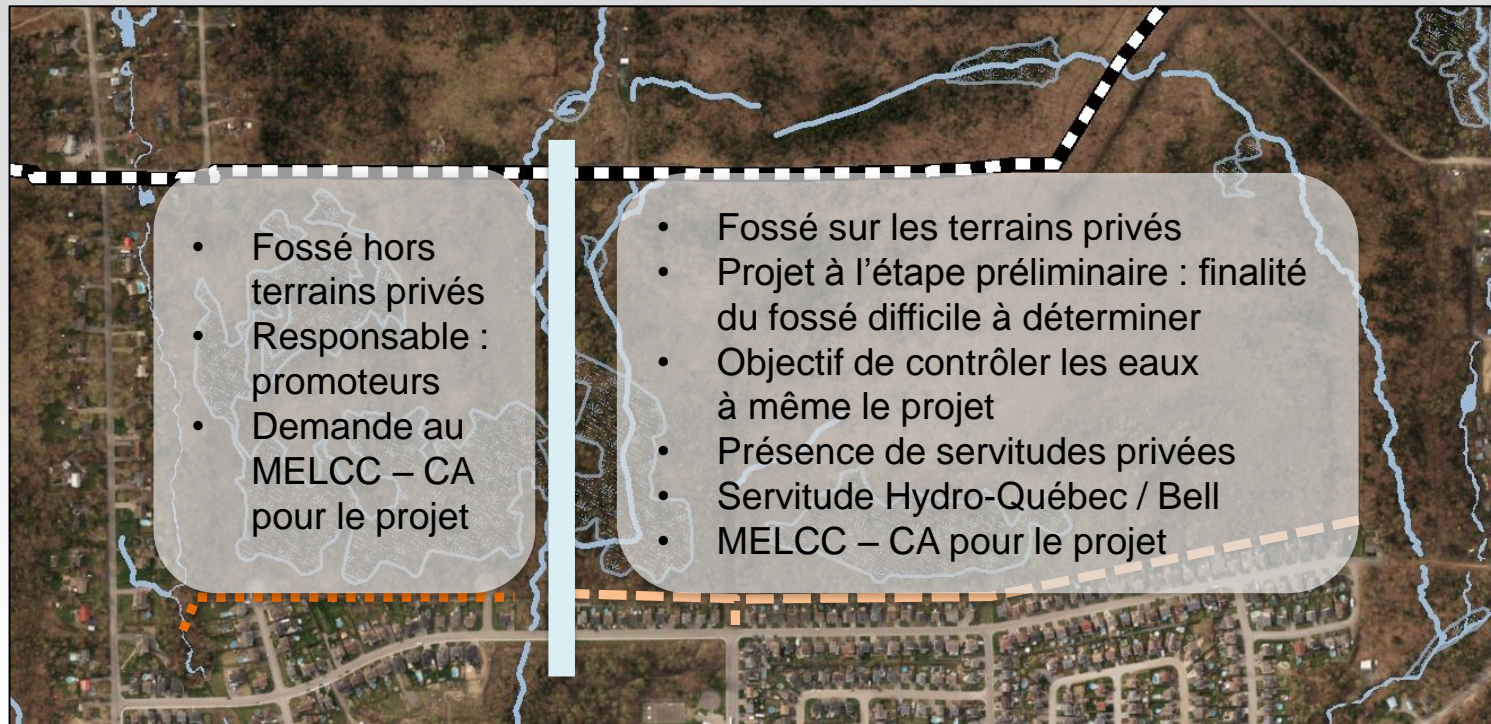 • Fossé hors
terrains privés
• Responsable :
promoteurs
• Demande au
MELCC – CA
pour le projet
• Fossé sur les terrains privés
• Projet à l’étape préliminaire : finalité
du fossé difficile à déterminer
• Objectif de contrôler les eaux
à même le projet
• Présence de servitudes privées
• Servitude Hydro-Québec / Bell
• MELCC – CA pour le projet